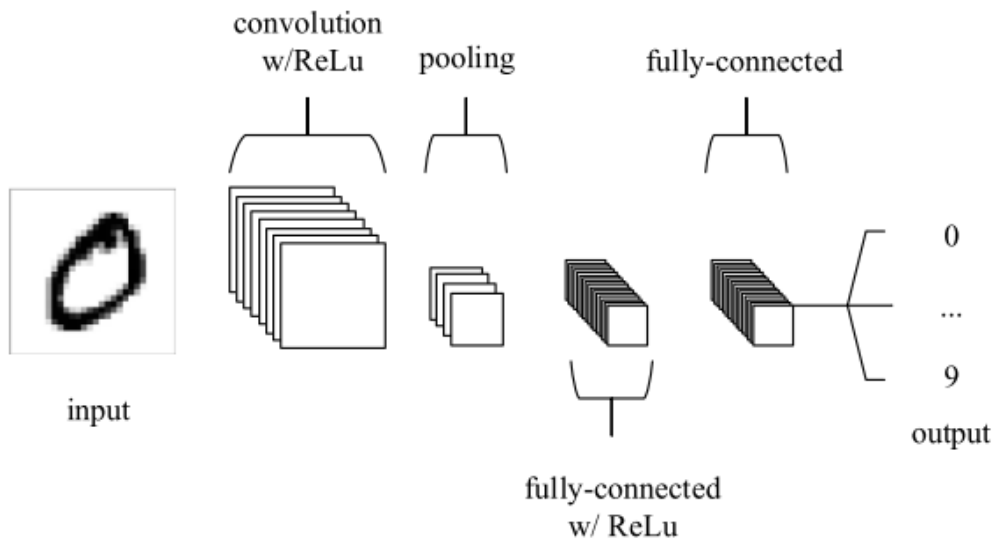 convolution
w/ReLu
pooling
fully-connected
input
0
...
9
output
fully-connected
w/ ReLu